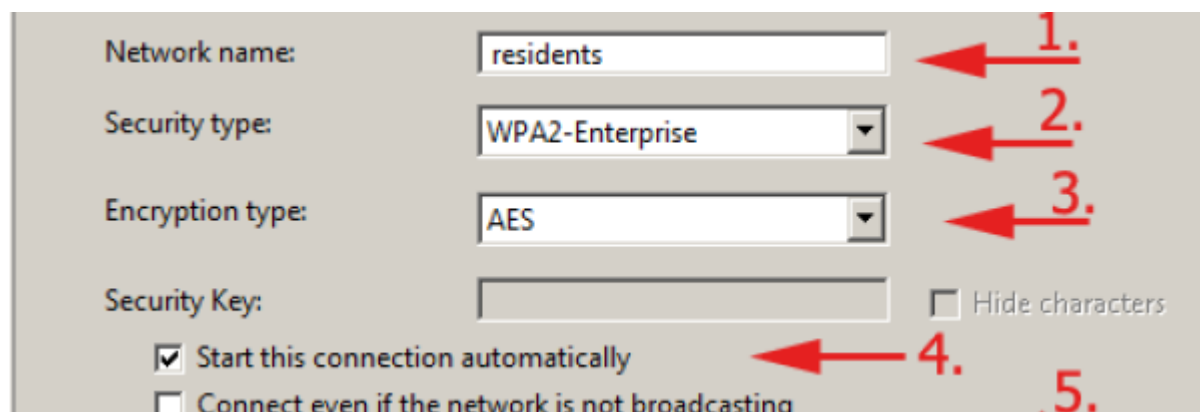 Network name: residents 1.
Security type: WPA2-Enterprise 2.
Encryption type: AES 3.
Security Key: Hide characters
Start this connection automatically 4.
Connect even if the network is not broadcasting 5.